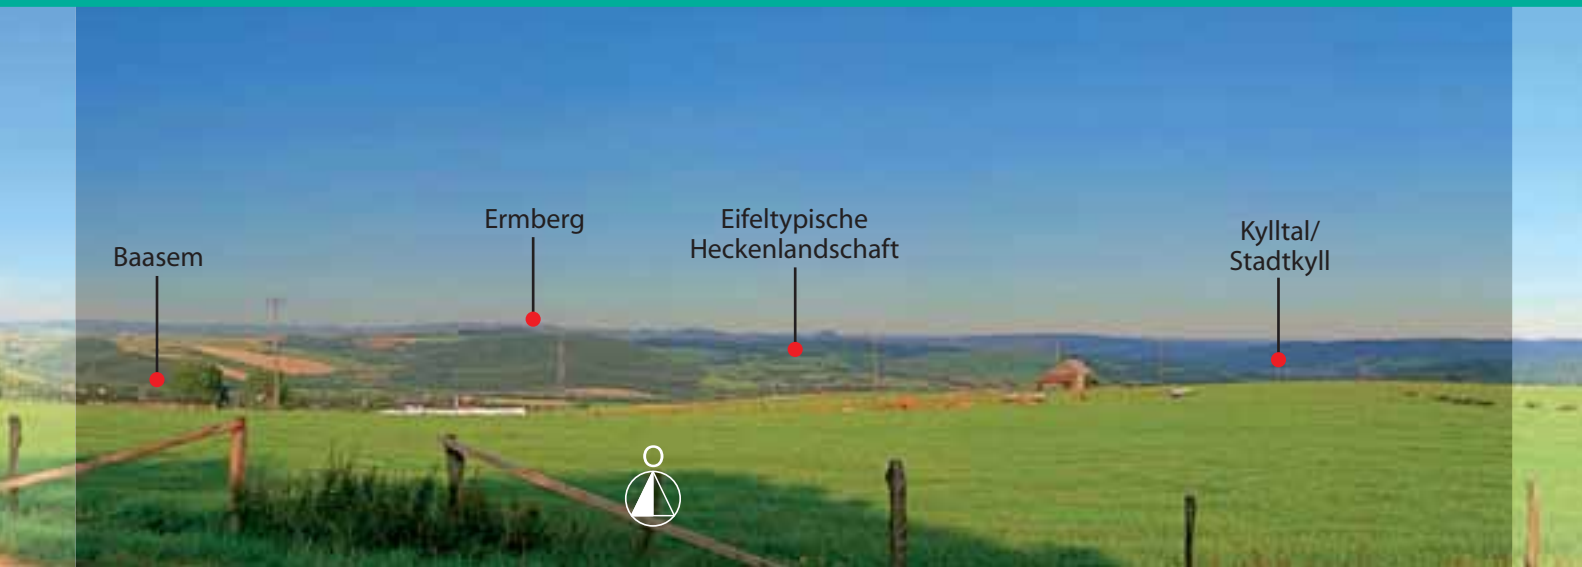 Baasem
Ermberg
Eifeltypische
Heckenlandschaft
Kylltal/
Stadtkyll
O